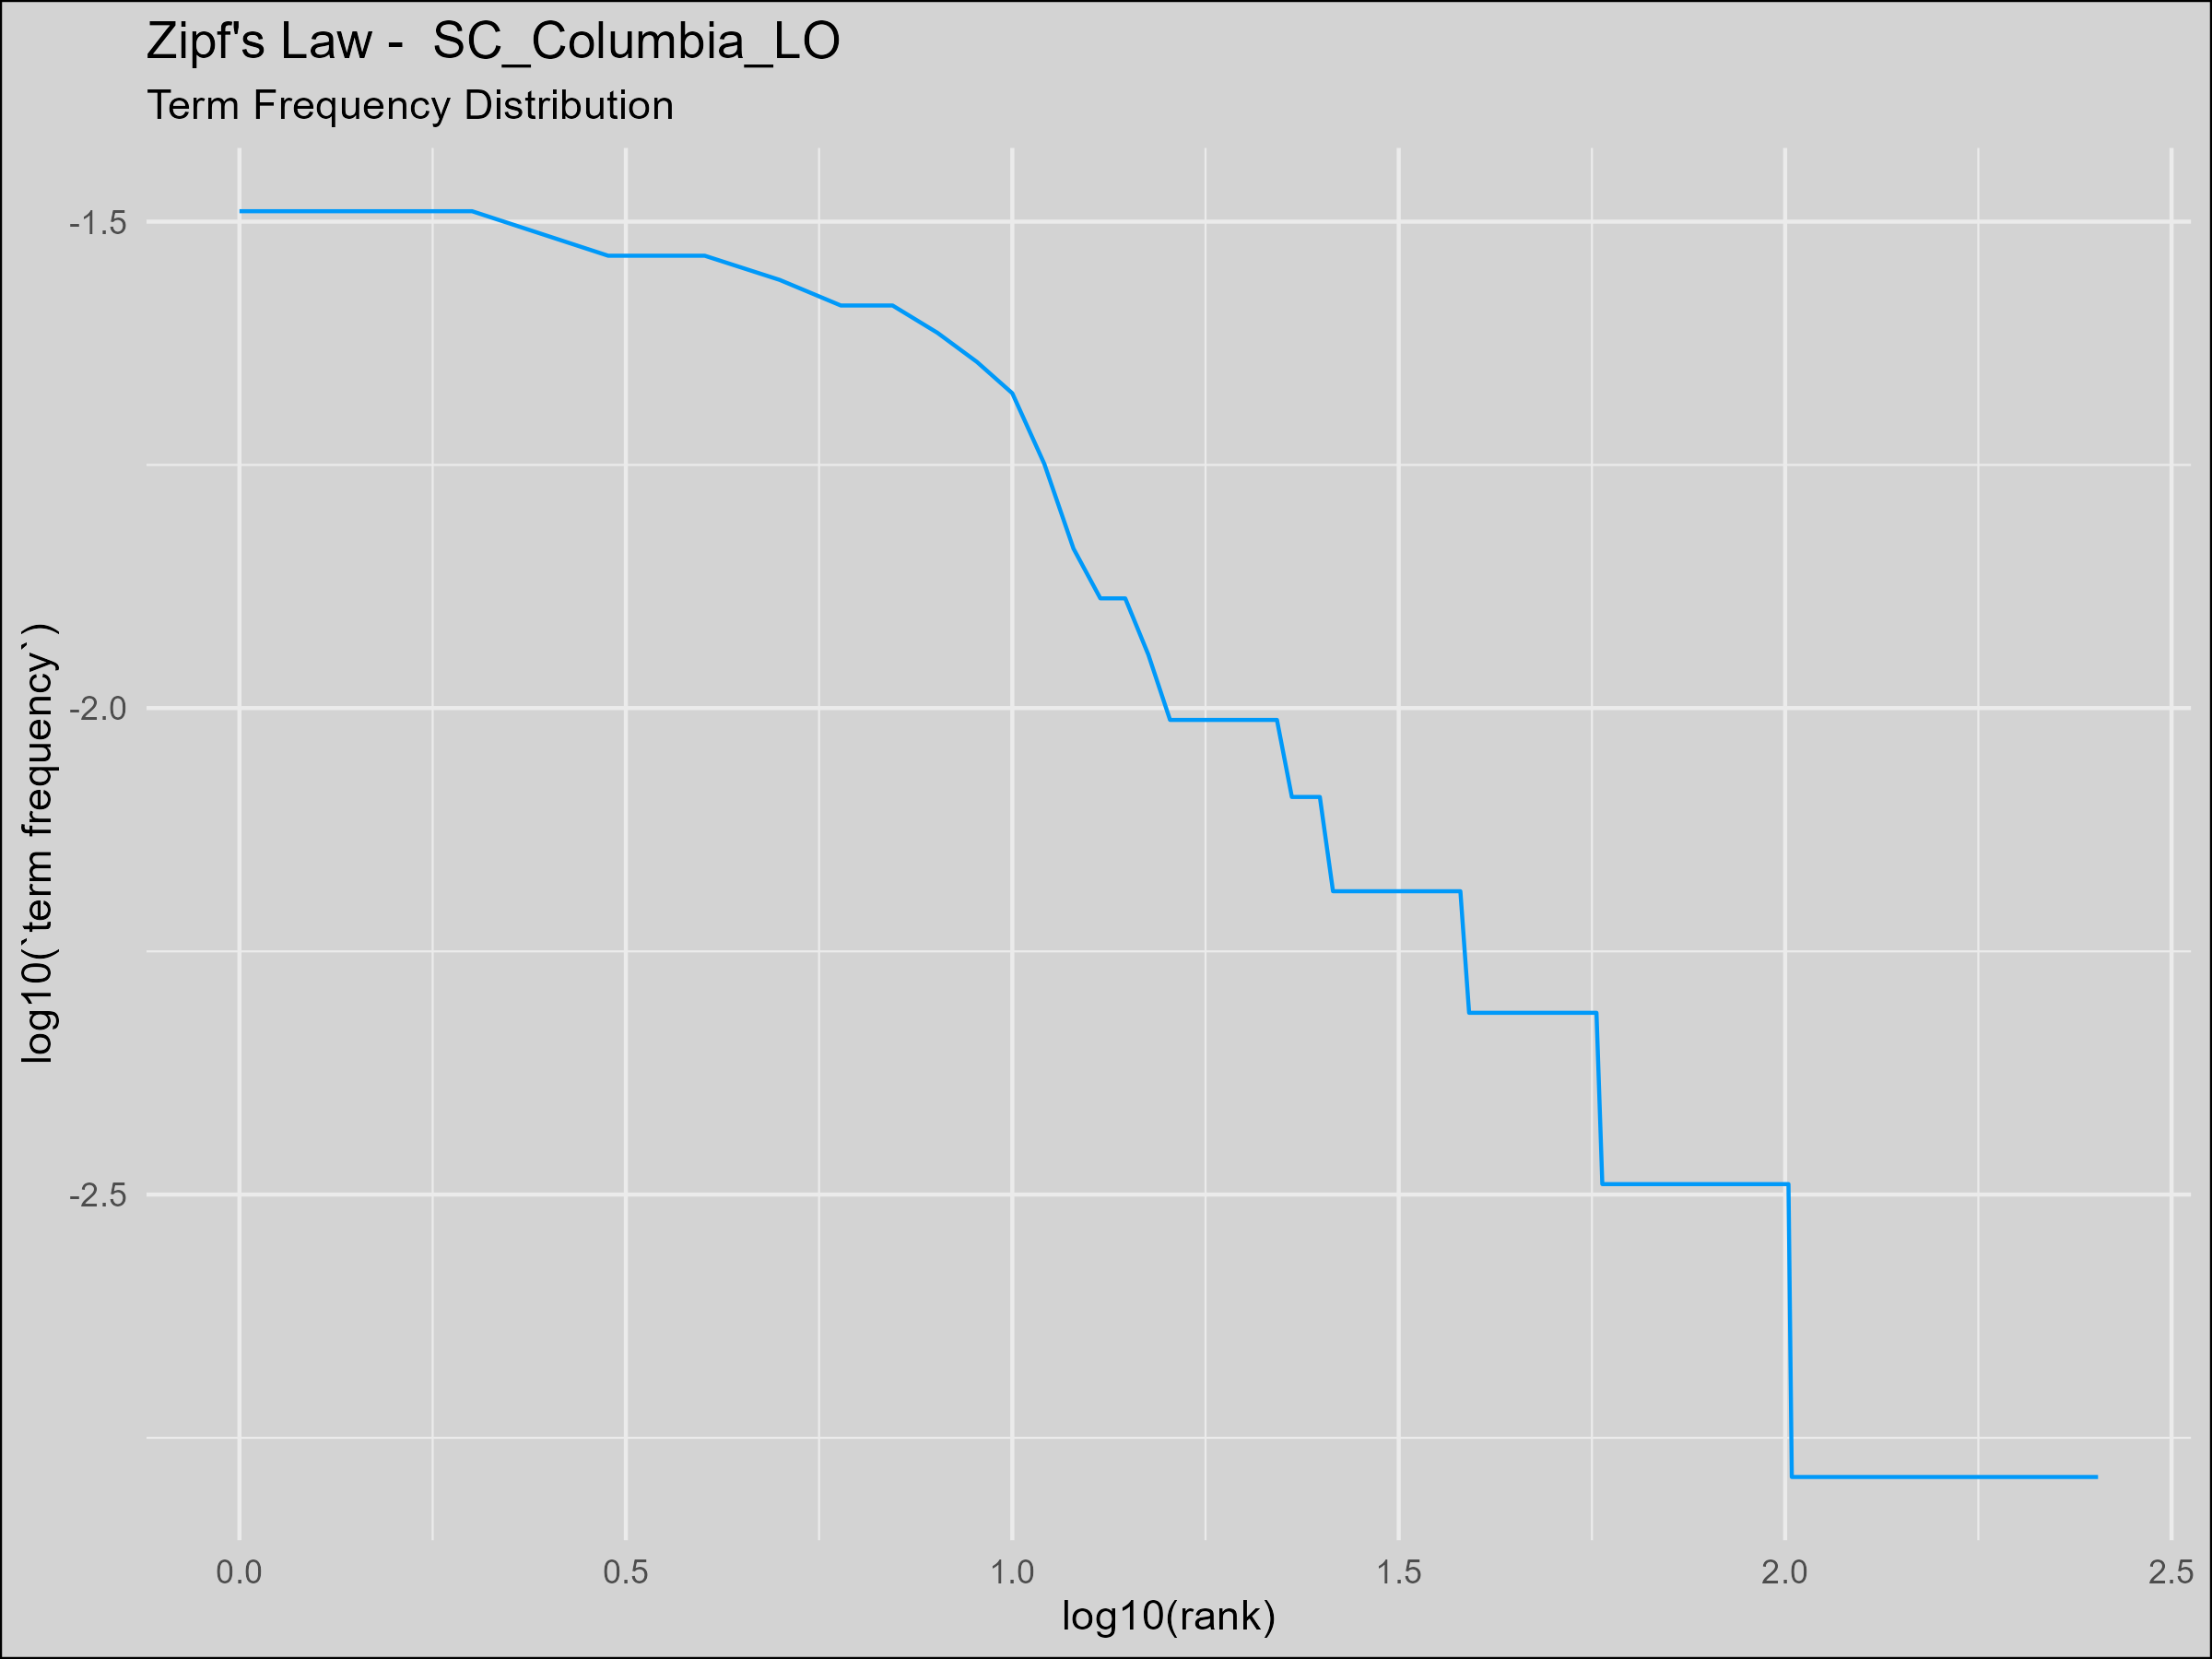 Zipf's Law -  SC_Columbia_LO
Term Frequency Distribution
log10(`term frequency`)
-1.5
-2.0
-2.5
0.0 0.5 1.0 1.5 2.0 2.5
log10(rank)